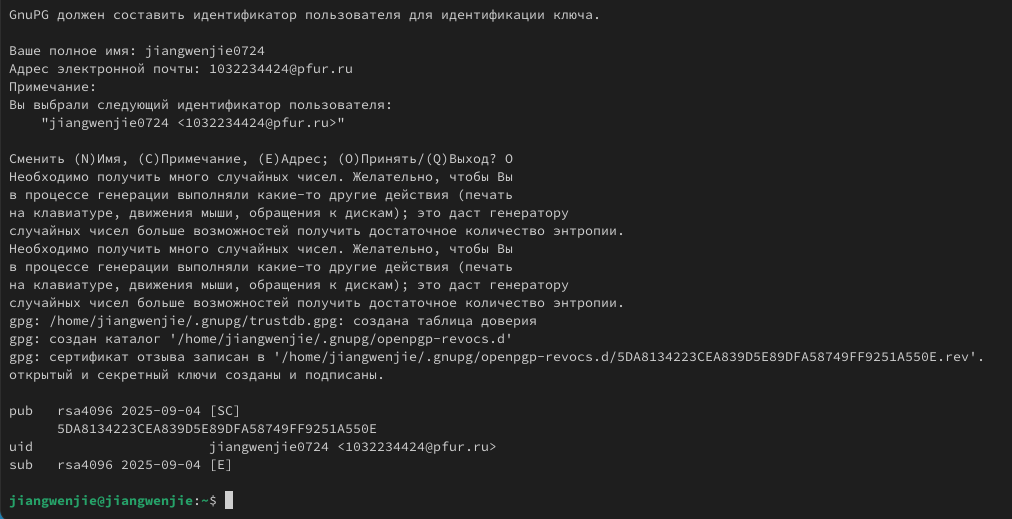 GnuPG должен составить идентификатор пользователя для идентификации ключа.
Ваше полное имя: jiangwenjie0724
Адрес электронной почты: 1032234424@pfur.ru
Примечание:
Вы выбрали следующий идентификатор пользователя:
"jiangwenjie0724 <1032234424@pfur.ru>"
Сменить (N)Имя, (C)Примечание, (E)Адрес; (O)Принять/(Q)Выход? O
Необходимо получить много случайных чисел. Желательно, чтобы Вы
в процессе генерации выполняли какие-то другие действия (печать
на клавиатуре, движения мыши, обращения к дискам); это даст генератору
случайных чисел больше возможностей получить достаточное количество энтропии.
Необходимо получить много случайных чисел. Желательно, чтобы Вы
в процессе генерации выполняли какие-то другие действия (печать
на клавиатуре, движения мыши, обращения к дискам); это даст генератору
случайных чисел больше возможностей получить достаточное количество энтропии.
gpg: /home/jiangwenjie/.gnupg/trustdb.gpg: создана таблица доверия
gpg: создан каталог '/home/jiangwenjie/.gnupg/openpgp-revocs.d'
gpg: сертификат отзыва записан в '/home/jiangwenjie/.gnupg/openpgp-revocs.d/5DA8134223CEA839D5E89DFA58749FF9251A550E.rev'.
открытый и секретный ключи созданы и подписаны.
pub   rsa4096 2025-09-04 [SC]
5DA8134223CEA839D5E89DFA58749FF9251A550E
uid                      jiangwenjie0724 <1032234424@pfur.ru>
sub   rsa4096 2025-09-04 [E]
jiangwenjie@jiangwenjie:~$